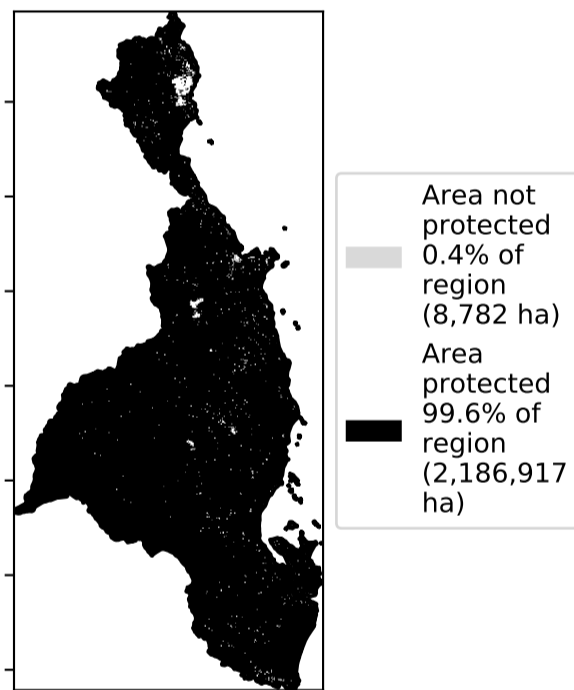 Area not
protected
0.4% of
region
(8,782 ha)
Area
protected
99.6% of
region
(2,186,917
ha)